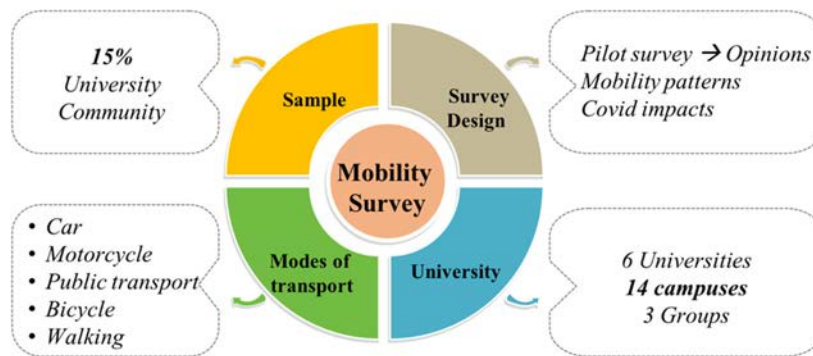 15%
University
Community
Sample
Survey
Design
Pilot survey → Opinions
Mobility patterns
Covid impacts
Mobility
Survey
• Car
• Motorcycle
• Public transport
• Bicycle
• Walking
Modes of
transport
University
6 Universities
14 campuses
3 Groups